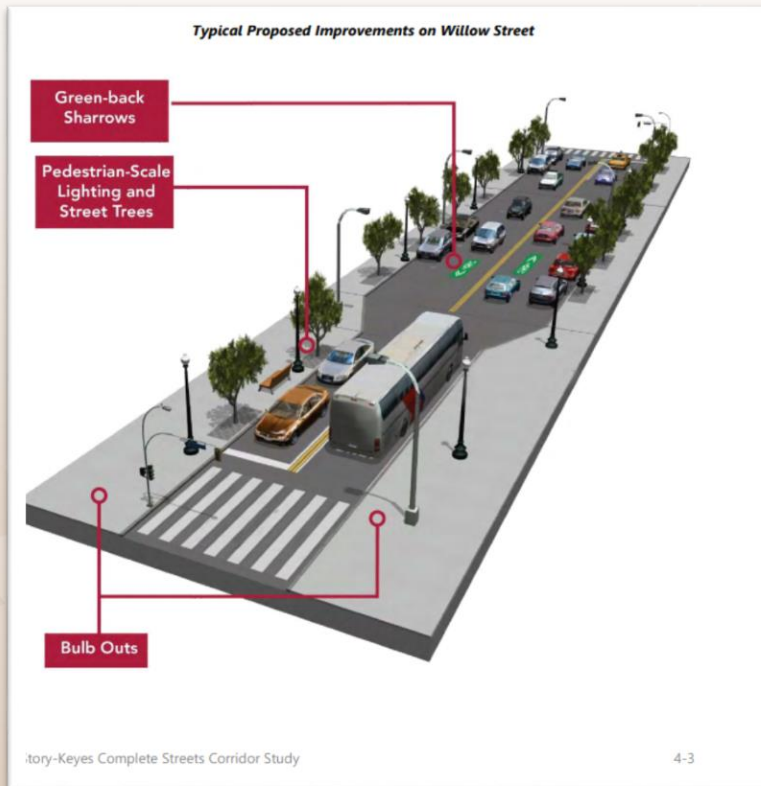 Typical Proposed Improvements on Willow Street
Green-back
Sharrows
Pedestrian-Scale
Lighting and
Street Trees
Bulb Outs
tory-Keyes Complete Streets Corridor Study
4-3